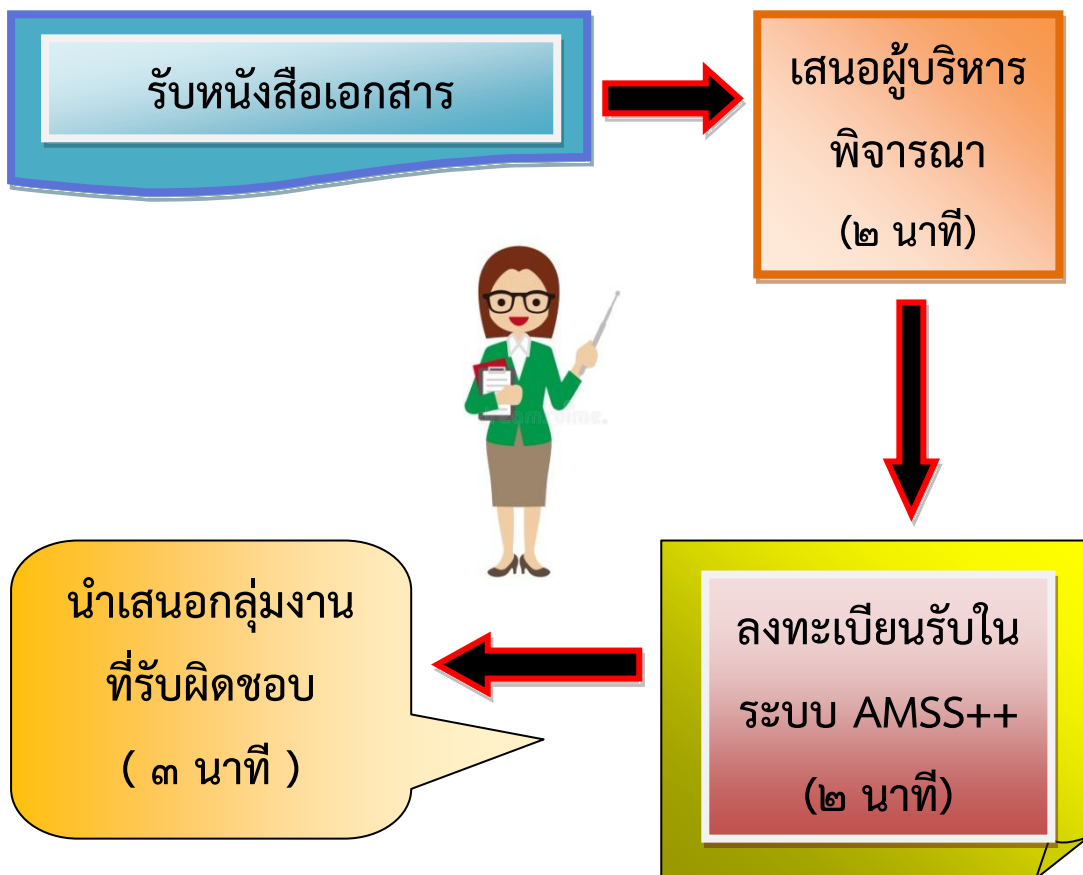 รับหนังสือเอกสาร
เสนอผู้บริหาร
พิจารณา
(๒ นาที)
ลงทะเบียนรับใน
ระบบ AMSS++
(๒ นาที)
นำเสนอกลุ่มงาน
ที่รับผิดชอบ
( ๓ นาที )